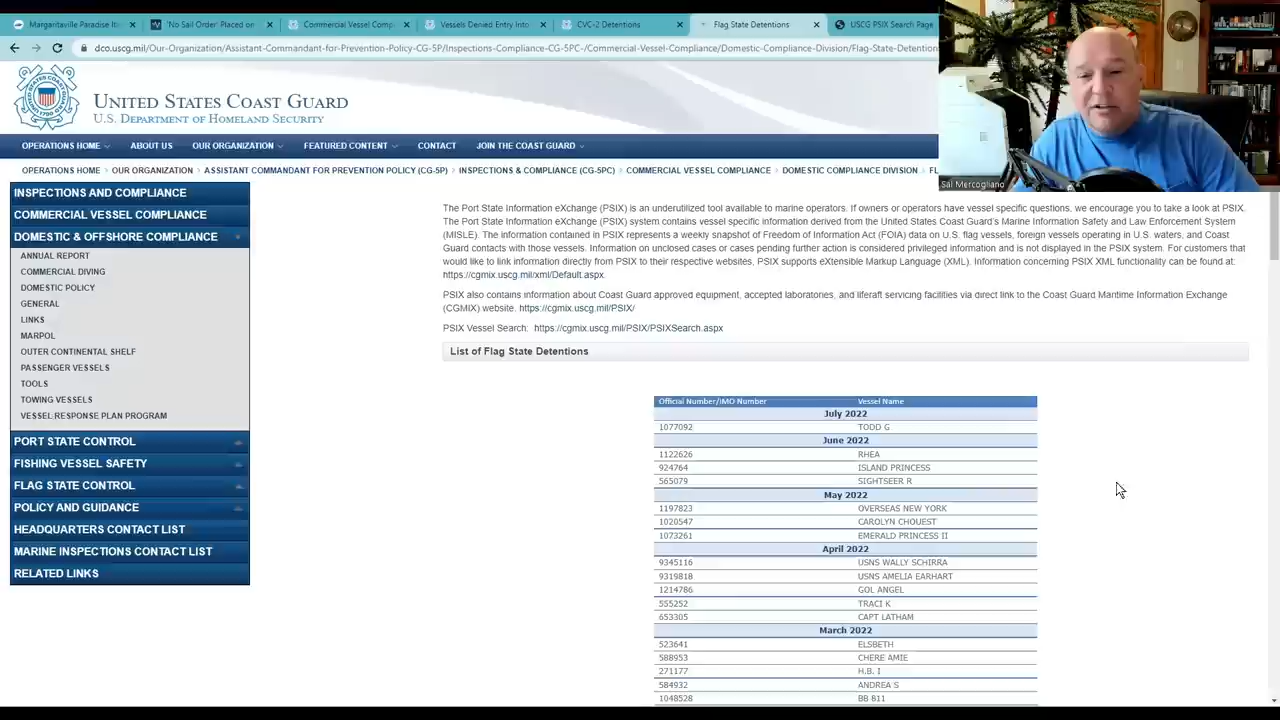 Margaritaville Paradise It
'No Sail Order' Placed on
Commercial Vessel Comp
Vessels Denied Entry Into
CVC-2 Detentions
Flag State Detentions
USCG PSIX Search Page
dco.uscg.mil/Our-Organization/Assistant-Commandant-for-Prevention-Policy-CG-5P/Inspections-Compliance-CG-5PC-/Commercial-Vessel-Compliance/Domestic-Compliance-Division/Flag-State-Detentions
UNITED STATES COAST GUARD
U.S. DEPARTMENT OF HOMELAND SECURITY
OPERATIONS HOME ABOUT US OUR ORGANIZATION FEATURED CONTENT CONTACT JOIN THE COAST GUARD
OPERATIONS HOME > OUR ORGANIZATION > ASSISTANT COMMANDANT FOR PREVENTION POLICY (CG-5P) > INSPECTIONS & COMPLIANCE (CG-5PC) > COMMERCIAL VESSEL COMPLIANCE > DOMESTIC COMPLIANCE DIVISION > FL
Sal Mercogliano
INSPECTIONS AND COMPLIANCE
COMMERCIAL VESSEL COMPLIANCE
DOMESTIC & OFFSHORE COMPLIANCE
ANNUAL REPORT
COMMERCIAL DIVING
DOMESTIC POLICY
GENERAL
LINKS
MARPOL
OUTER CONTINENTAL SHELF
PASSENGER VESSELS
TOOLS
TOWING VESSELS
VESSEL RESPONSE PLAN PROGRAM
PORT STATE CONTROL
FISHING VESSEL SAFETY
FLAG STATE CONTROL
POLICY AND GUIDANCE
HEADQUARTERS CONTACT LIST
MARINE INSPECTIONS CONTACT LIST
RELATED LINKS
The Port State Information eXchange (PSIX) is an underutilized tool available to marine operators. If owners or operators have vessel specific questions, we encourage you to take a look at PSIX.
The Port State Information eXchange (PSIX) system contains vessel specific information derived from the United States Coast Guard's Marine Information Safety and Law Enforcement System
(MISLE). The information contained in PSIX represents a weekly snapshot of Freedom of Information Act (FOIA) data on U.S. flag vessels, foreign vessels operating in U.S. waters, and Coast
Guard contacts with those vessels. Information on unclosed cases or cases pending further action is considered privileged information and is not displayed in the PSIX system. For customers that
would like to link information directly from PSIX to their respective websites, PSIX supports eXtensible Markup Language (XML). Information concerning PSIX XML functionality can be found at:
https://cgmix.uscg.mil/xml/Default.aspx
PSIX also contains information about Coast Guard approved equipment, accepted laboratories, and liferaft servicing facilities via direct link to the Coast Guard Maritime Information Exchange
(CGMIX) website. https://cgmix.uscg.mil/PSIX/
PSIX Vessel Search: https://cgmix.uscg.mil/PSIX/PSIXSearch.aspx
List of Flag State Detentions
Official Number/IMO Number Vessel Name
July 2022
1077092 TODD G
June 2022
1122626 RHEA
924764 ISLAND PRINCESS
565079 SIGHTSEER R
May 2022
1197823 OVERSEAS NEW YORK
1020547 CAROLYN CHOUEST
1073261 EMERALD PRINCESS II
April 2022
9345116 USNS WALLY SCHIRRA
9319818 USNS AMELIA EARHART
1214786 GOL ANGEL
555252 TRACI K
653305 CAPT LATHAM
March 2022
523641 ELSBETH
588953 CHERE AMIE
271177 H.B. I
584932 ANDREA S
1048528 BB 811